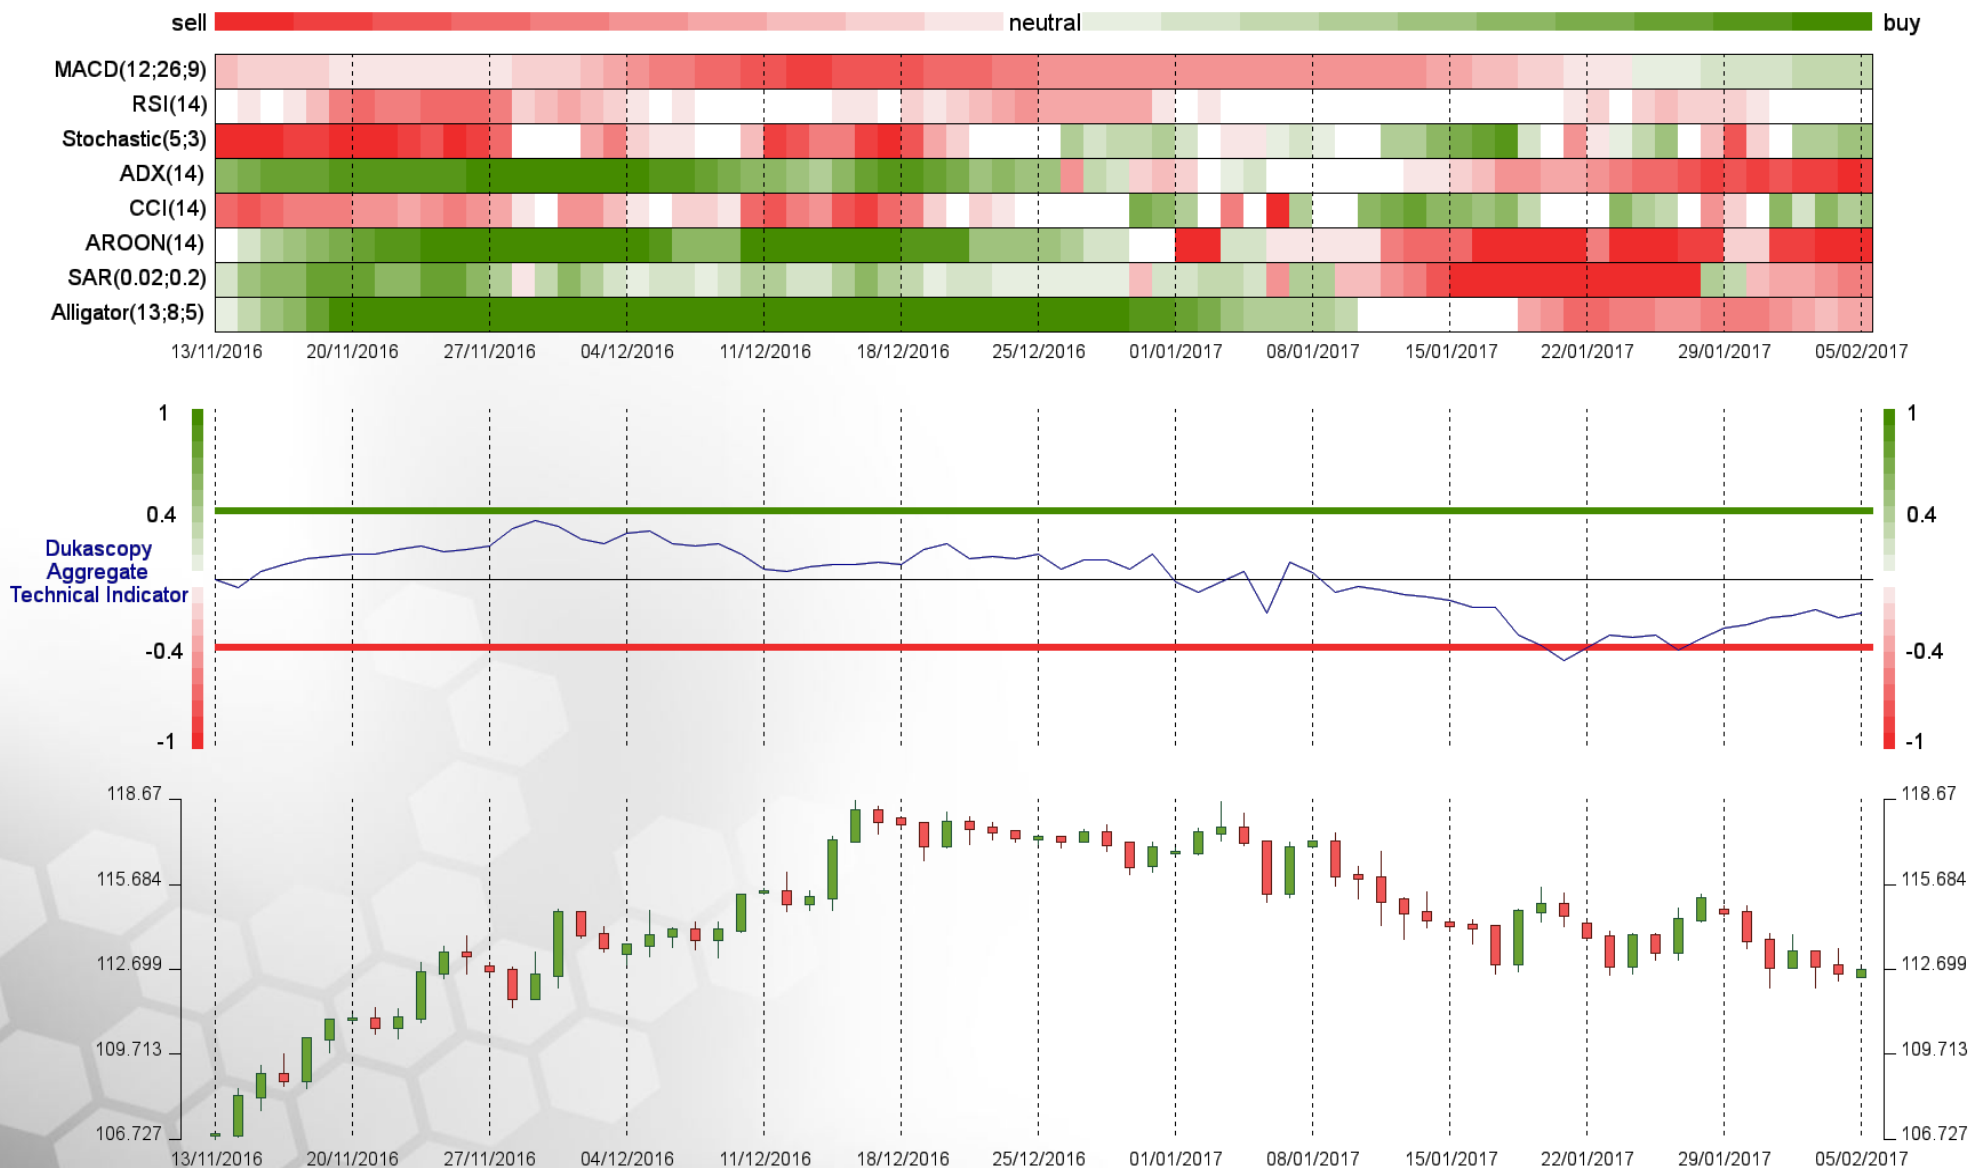 sell neutral buy
MACD(12;26;9)
RSI(14)
Stochastic(5;3)
ADX(14)
CCI(14)
AROON(14)
SAR(0.02;0.2)
Alligator(13;8;5)
13/11/2016 20/11/2016 27/11/2016 04/12/2016 11/12/2016 18/12/2016 25/12/2016 01/01/2017 08/01/2017 15/01/2017 22/01/2017 29/01/2017 05/02/2017
1 1
0.4 0.4
Dukascopy
Aggregate
Technical Indicator
-0.4 -0.4
-1 -1
118.67 118.67
115.684 115.684
112.699 112.699
109.713 109.713
106.727 106.727
13/11/2016 20/11/2016 27/11/2016 04/12/2016 11/12/2016 18/12/2016 25/12/2016 01/01/2017 08/01/2017 15/01/2017 22/01/2017 29/01/2017 05/02/2017